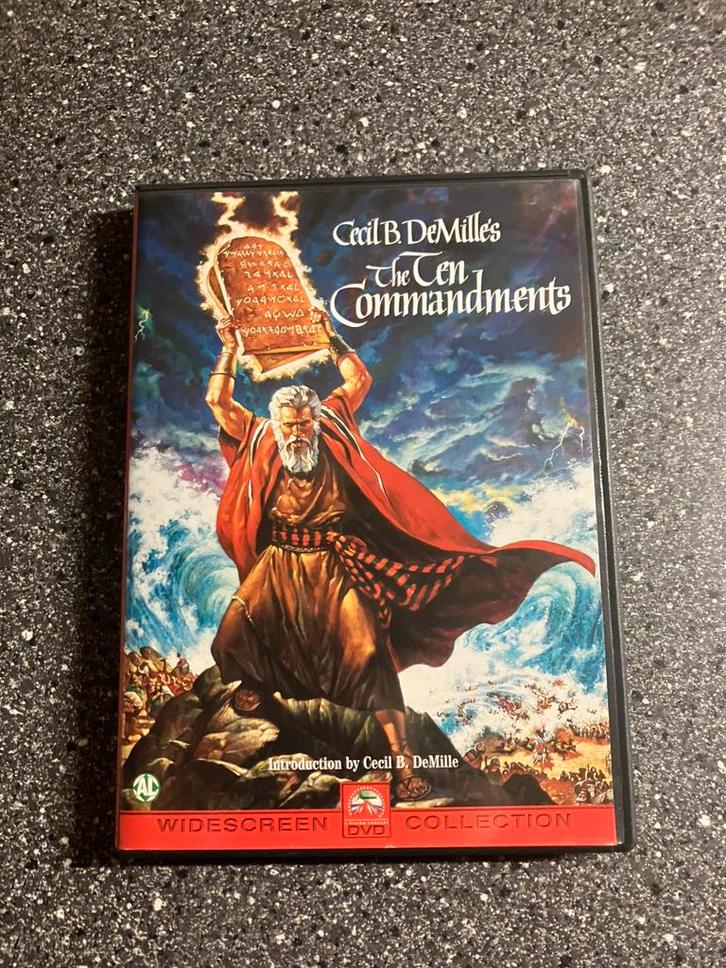 Cecil B. DeMille's
The Ten
Commandments
Introduction by Cecil B. DeMille
AL
WIDESCREEN DVD COLLECTION